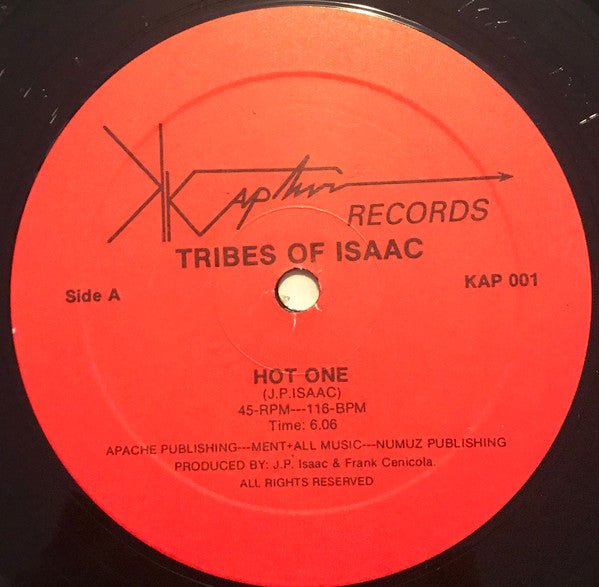 RECORDS
TRIBES OF ISAAC
Side A
KAP 001
HOT ONE
(J.P.ISAAC)
45-RPM---116-BPM
Time: 6.06
APACHE PUBLISHING---MENT+ALL MUSIC---NUMUZ PUBLISHING
PRODUCED BY: J.P. Isaac & Frank Cenicola.
ALL RIGHTS RESERVED